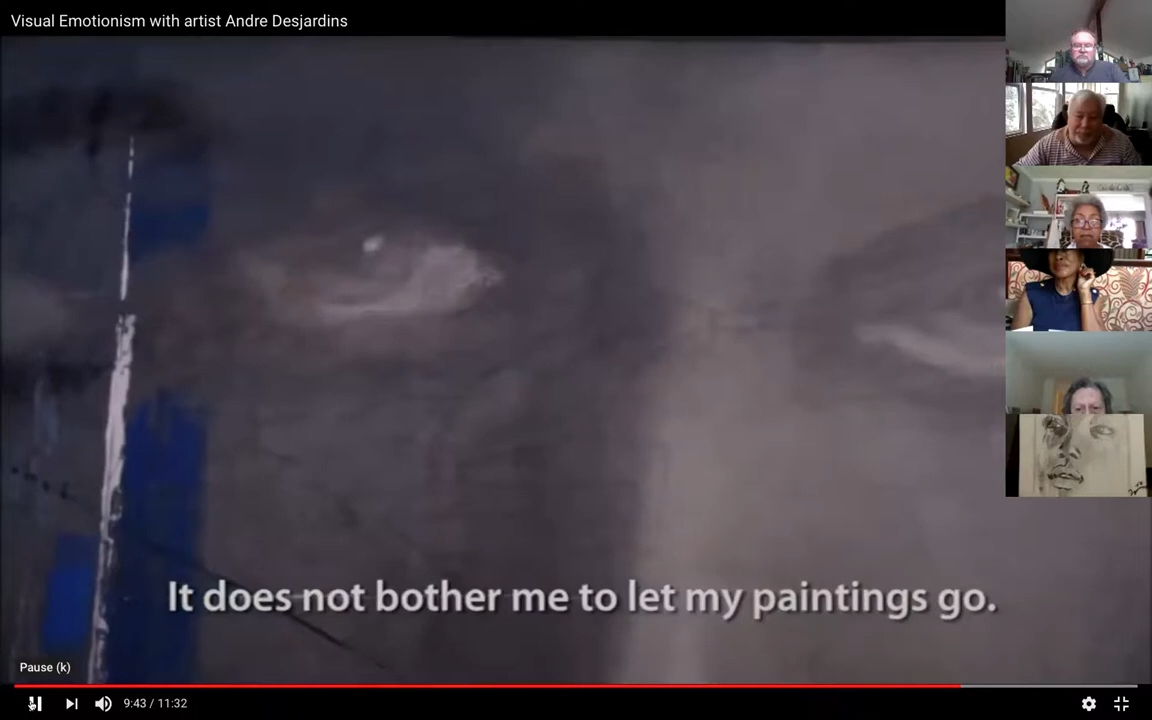 Visual Emotionism with artist Andre Desjardins
It does not bother me to let my paintings go.
Pause (k)
9:43 / 11:32